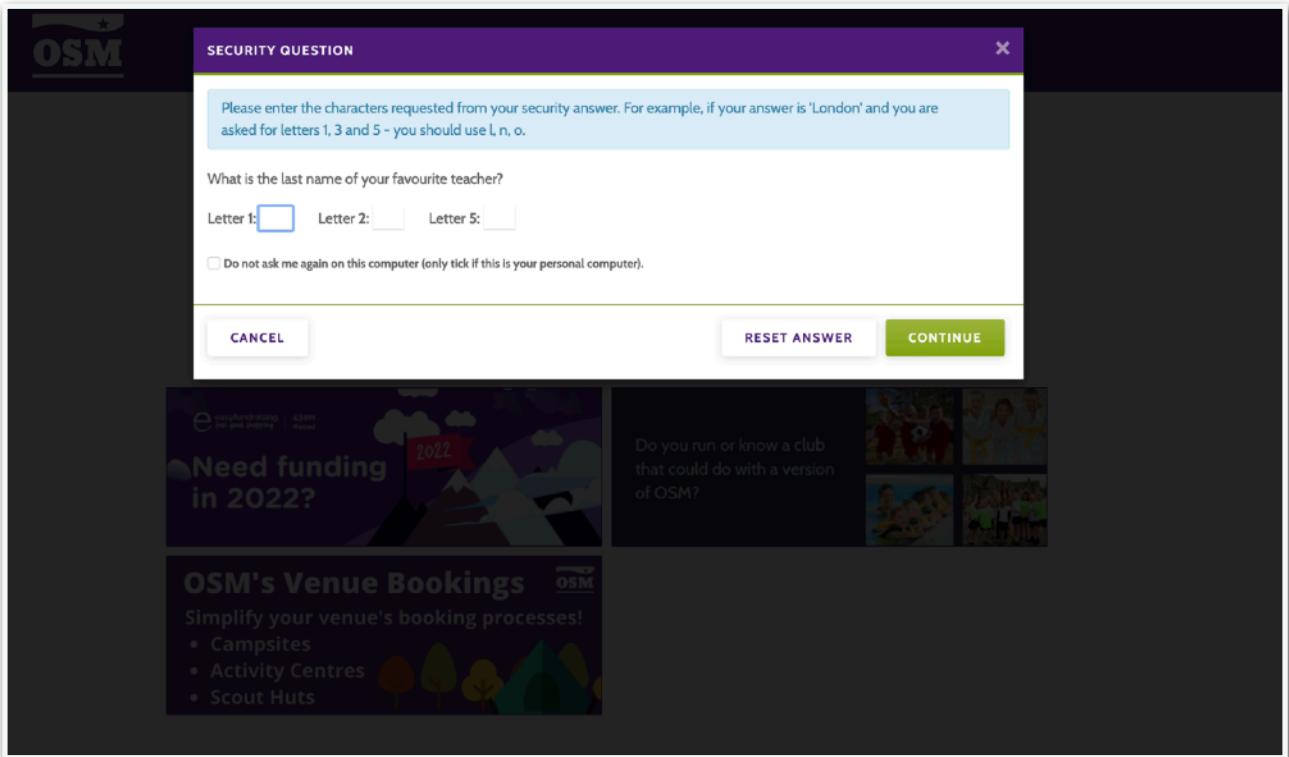 OSM
SECURITY QUESTION
Please enter the characters requested from your security answer. For example, if your answer is 'London' and you are
asked for letters 1, 3 and 5 - you should use l, n, o.
What is the last name of your favourite teacher?
Letter 1: Letter 2: Letter 5:
Do not ask me again on this computer (only tick if this is your personal computer).
CANCEL RESET ANSWER CONTINUE
easyfundraising
feel good shopping
2022
Need funding
in 2022?
Do you run or know a club
that could do with a version
of OSM?
OSM's Venue Bookings
OSM
Simplify your venue's booking processes!
• Campsites
• Activity Centres
• Scout Huts